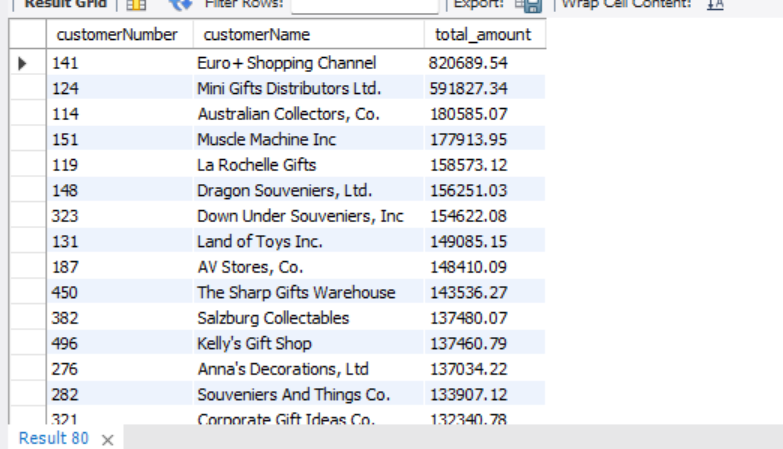 Result Grid Filter Rows: Export: Wrap Cell Content: IA
customerNumber customerName total_amount
141 Euro+ Shopping Channel 820689.54
124 Mini Gifts Distributors Ltd. 591827.34
114 Australian Collectors, Co. 180585.07
151 Muscle Machine Inc 177913.95
119 La Rochelle Gifts 158573.12
148 Dragon Souveniers, Ltd. 156251.03
323 Down Under Souveniers, Inc 154622.08
131 Land of Toys Inc. 149085.15
187 AV Stores, Co. 148410.09
450 The Sharp Gifts Warehouse 143536.27
382 Salzburg Collectables 137480.07
496 Kelly's Gift Shop 137460.79
276 Anna's Decorations, Ltd 137034.22
282 Souveniers And Things Co. 133907.12
321 Corporate Gift Ideas Co. 132340.78
Result 80 ×